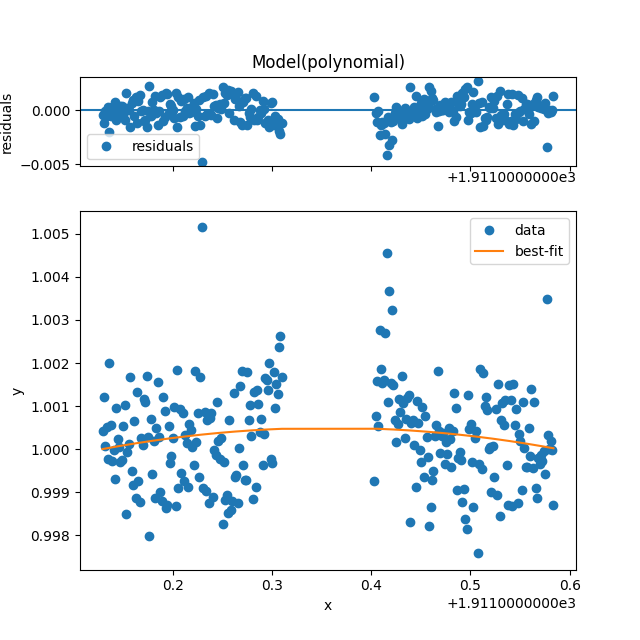 Model(polynomial)
residuals
0.000
−0.005
residuals
+1.9110000000e3
y
1.005
1.004
1.003
1.002
1.001
1.000
0.999
0.998
data
best-fit
0.2 0.3 0.4 0.5 0.6
x
+1.9110000000e3